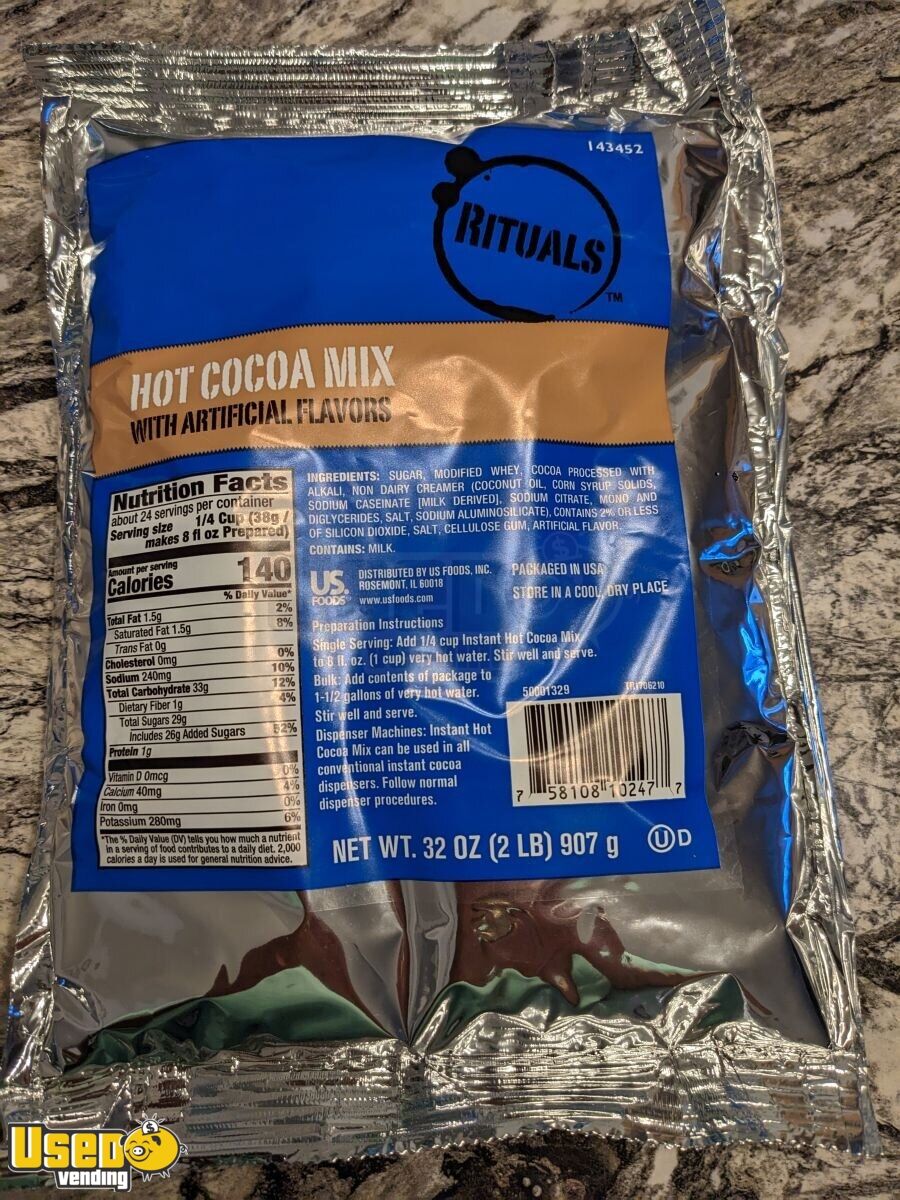 143452
RITUALS
TM
HOT COCOA MIX
WITH ARTIFICIAL FLAVORS
Nutrition Facts
about 24 servings per container
Serving size 1/4 Cup (38g /
makes 8 fl oz Prepared)
Amount per serving
Calories 140
% Daily Value*
Total Fat 1.5g 2%
Saturated Fat 1.5g 8%
Trans Fat 0g
Cholesterol 0mg 0%
Sodium 240mg 10%
Total Carbohydrate 33g 12%
Dietary Fiber 1g 4%
Total Sugars 29g
Includes 26g Added Sugars 52%
Protein 1g
Vitamin D 0mcg 0%
Calcium 40mg 4%
Iron 0mg 0%
Potassium 280mg 6%
*The % Daily Value (DV) tells you how much a nutrient
in a serving of food contributes to a daily diet. 2,000
calories a day is used for general nutrition advice.
INGREDIENTS: SUGAR, MODIFIED WHEY, COCOA PROCESSED WITH
ALKALI, NON DAIRY CREAMER (COCONUT OIL, CORN SYRUP SOLIDS,
SODIUM CASEINATE [MILK DERIVED], SODIUM CITRATE, MONO AND
DIGLYCERIDES, SALT, SODIUM ALUMINOSILICATE), CONTAINS 2% OR LESS
OF SILICON DIOXIDE, SALT, CELLULOSE GUM, ARTIFICIAL FLAVOR.
CONTAINS: MILK.
US.
FOODS
DISTRIBUTED BY US FOODS, INC.
ROSEMONT, IL 60018
www.usfoods.com
PACKAGED IN USA
STORE IN A COOL, DRY PLACE
Preparation Instructions
Single Serving: Add 1/4 cup Instant Hot Cocoa Mix
to 8 fl. oz. (1 cup) very hot water. Stir well and serve.
Bulk: Add contents of package to
1-1/2 gallons of very hot water.
Stir well and serve.
Dispenser Machines: Instant Hot
Cocoa Mix can be used in all
conventional instant cocoa
dispensers. Follow normal
dispenser procedures.
50001329
7 58108 10247 7
NET WT. 32 OZ (2 LB) 907 g
U D
USED
vending